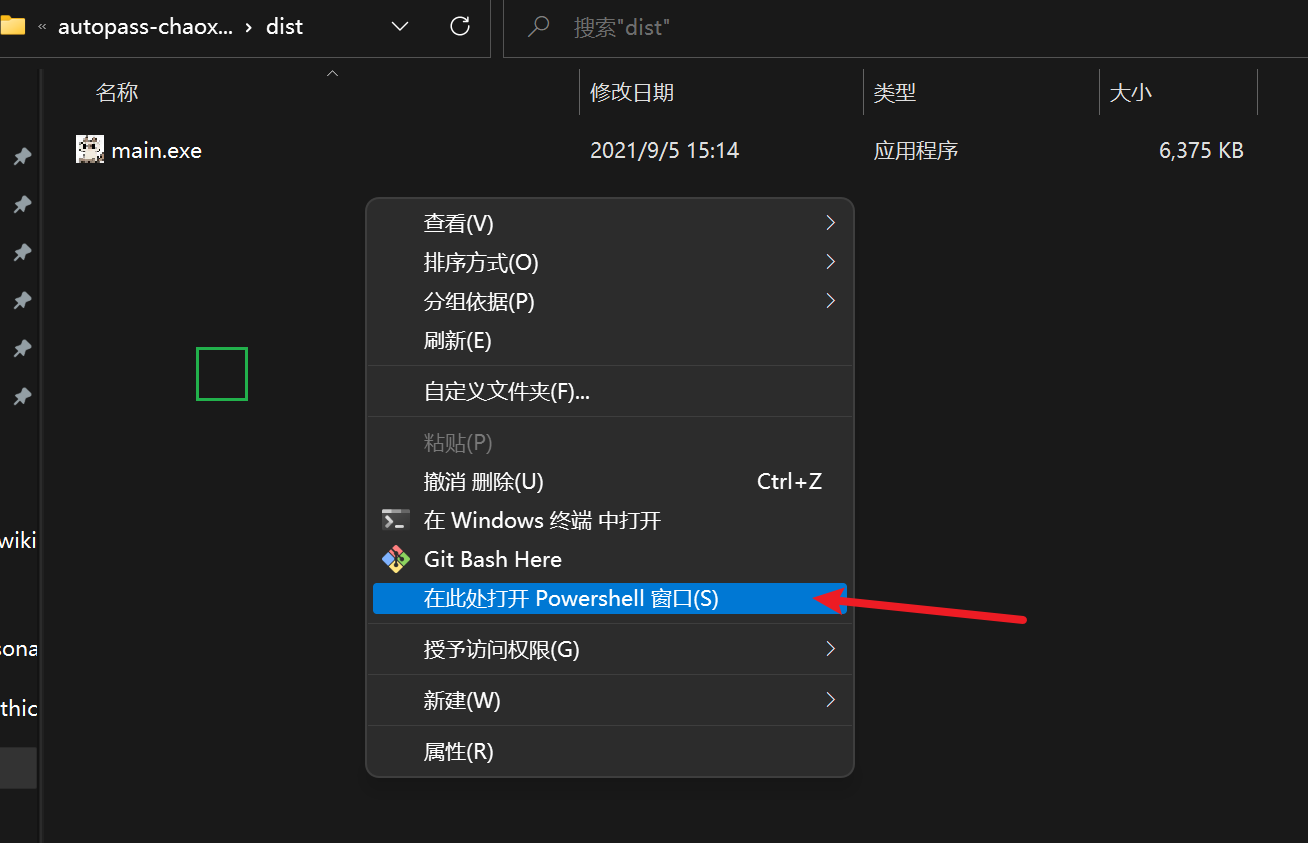 « autopass-chaox... › dist
搜索"dist"
名称 修改日期 类型 大小
main.exe 2021/9/5 15:14 应用程序 6,375 KB
查看(V)
排序方式(O)
分组依据(P)
刷新(E)
自定义文件夹(F)...
粘贴(P)
撤消 删除(U) Ctrl+Z
在 Windows 终端 中打开
Git Bash Here
在此处打开 Powershell 窗口(S)
授予访问权限(G)
新建(W)
属性(R)
wiki
sona
thic